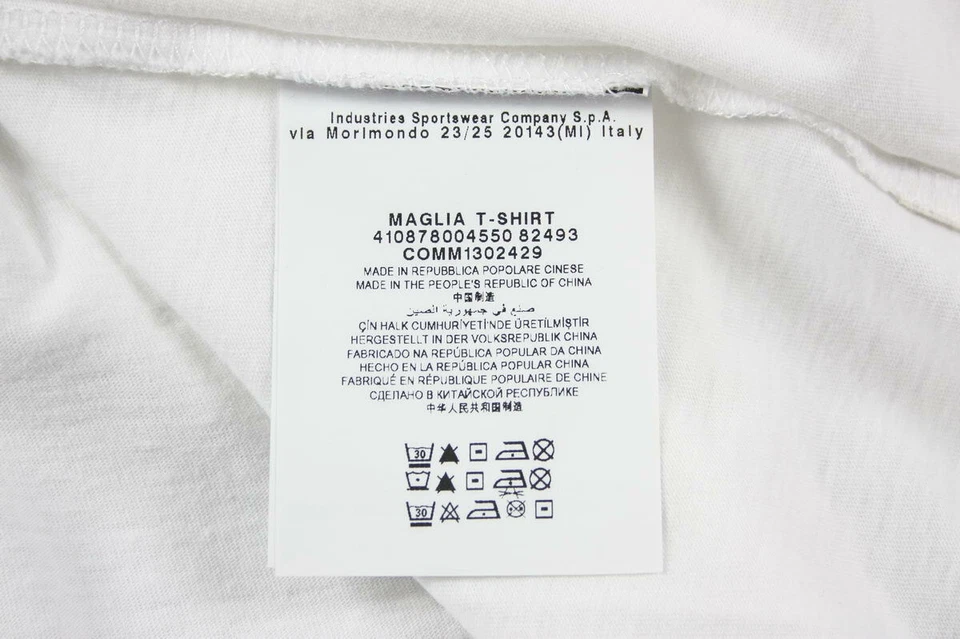 Industries Sportswear Company S.p.A.
via Morimondo 23/25 20143(MI) Italy
MAGLIA T-SHIRT
410878004550 82493
COMM1302429
MADE IN REPUBBLICA POPOLARE CINESE
MADE IN THE PEOPLE'S REPUBLIC OF CHINA
中国制造
صنع في جمهورية الصين
ÇİN HALK CUMHURİYETİ'NDE ÜRETİLMİŞTİR
HERGESTELLT IN DER VOLKSREPUBLIK CHINA
FABRICADO NA REPÚBLICA POPULAR DA CHINA
HECHO EN LA REPÚBLICA POPULAR CHINA
FABRIQUÉ EN RÉPUBLIQUE POPULAIRE DE CHINE
СДЕЛАНО В КИТАЙСКОЙ РЕСПУБЛИКЕ
中华人民共和国制造
30
30